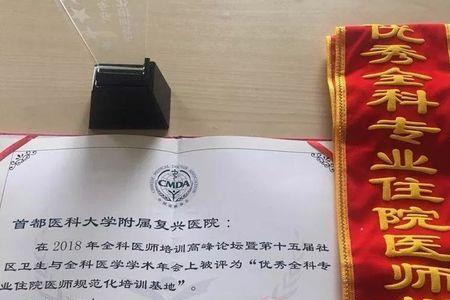 优秀全科专业住院医师
CMDA
首都医科大学附属复兴医院：
在2018年全科医师培训高峰论坛暨第十五届社
区卫生与全科医学学术年会上被评为“优秀全科专
业住院医师规范化培训基地”。